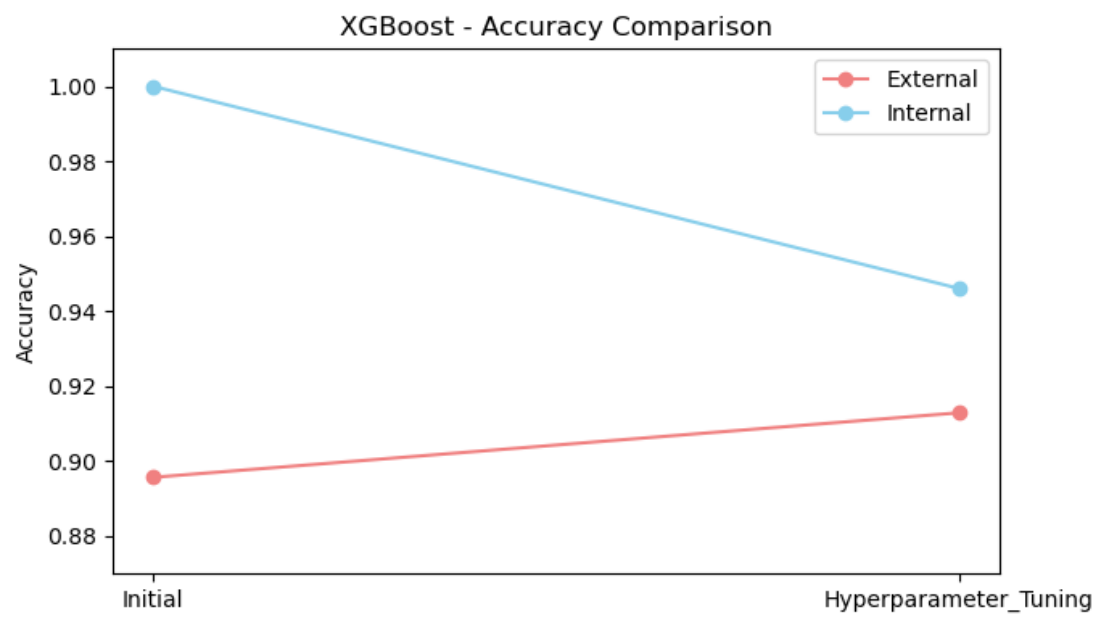 XGBoost - Accuracy Comparison
External
Internal
1.00
0.98
0.96
0.94
0.92
0.90
0.88
Accuracy
Initial
Hyperparameter_Tuning